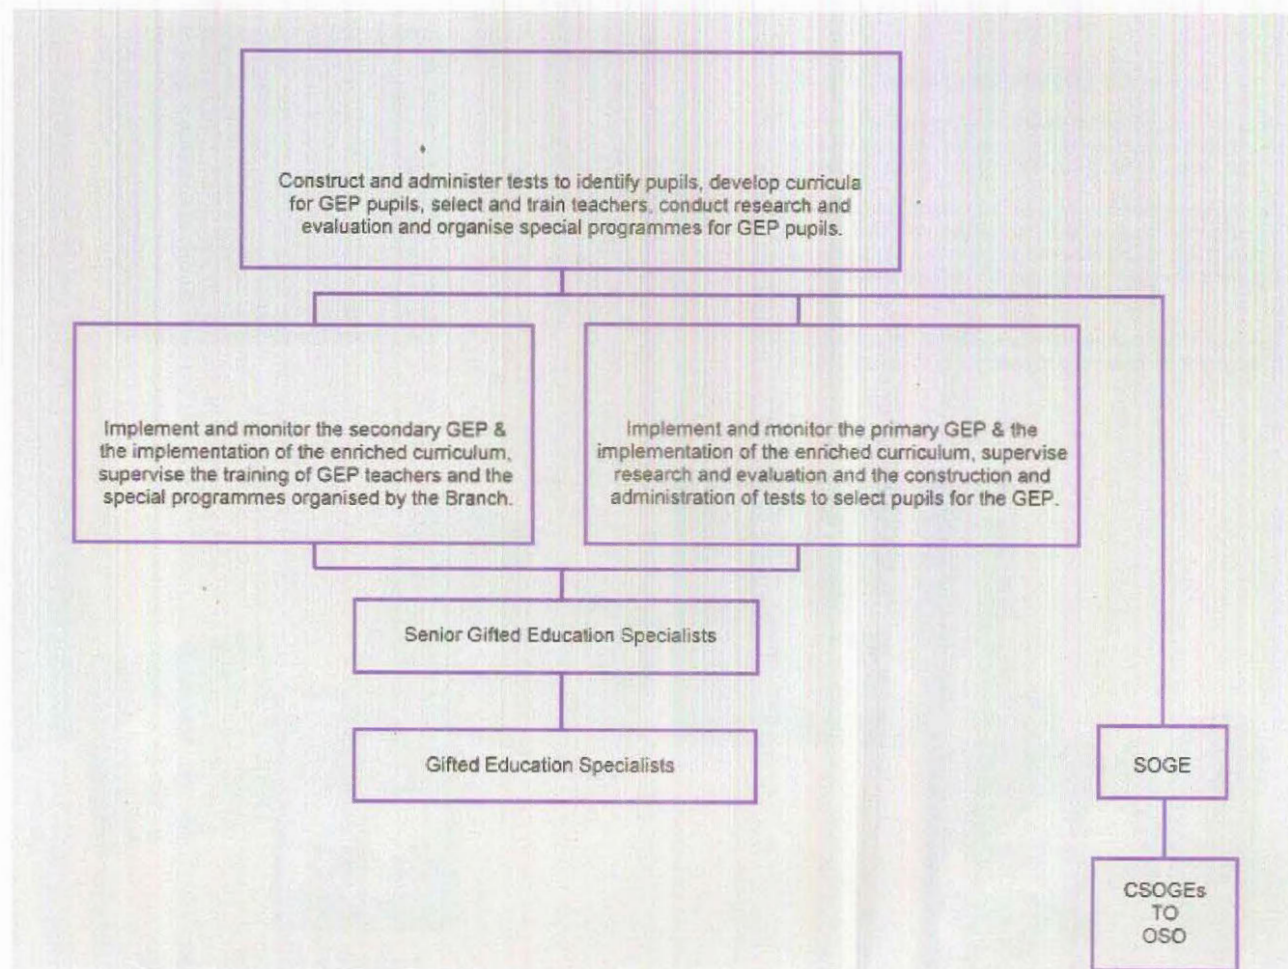 Construct and administer tests to identify pupils, develop curricula
for GEP pupils, select and train teachers, conduct research and
evaluation and organise special programmes for GEP pupils.
Implement and monitor the secondary GEP &
the implementation of the enriched curriculum,
supervise the training of GEP teachers and the
special programmes organised by the Branch.
Implement and monitor the primary GEP & the
implementation of the enriched curriculum, supervise
research and evaluation and the construction and
administration of tests to select pupils for the GEP.
Senior Gifted Education Specialists
Gifted Education Specialists
SOGE
CSOGEs
TO
OSO